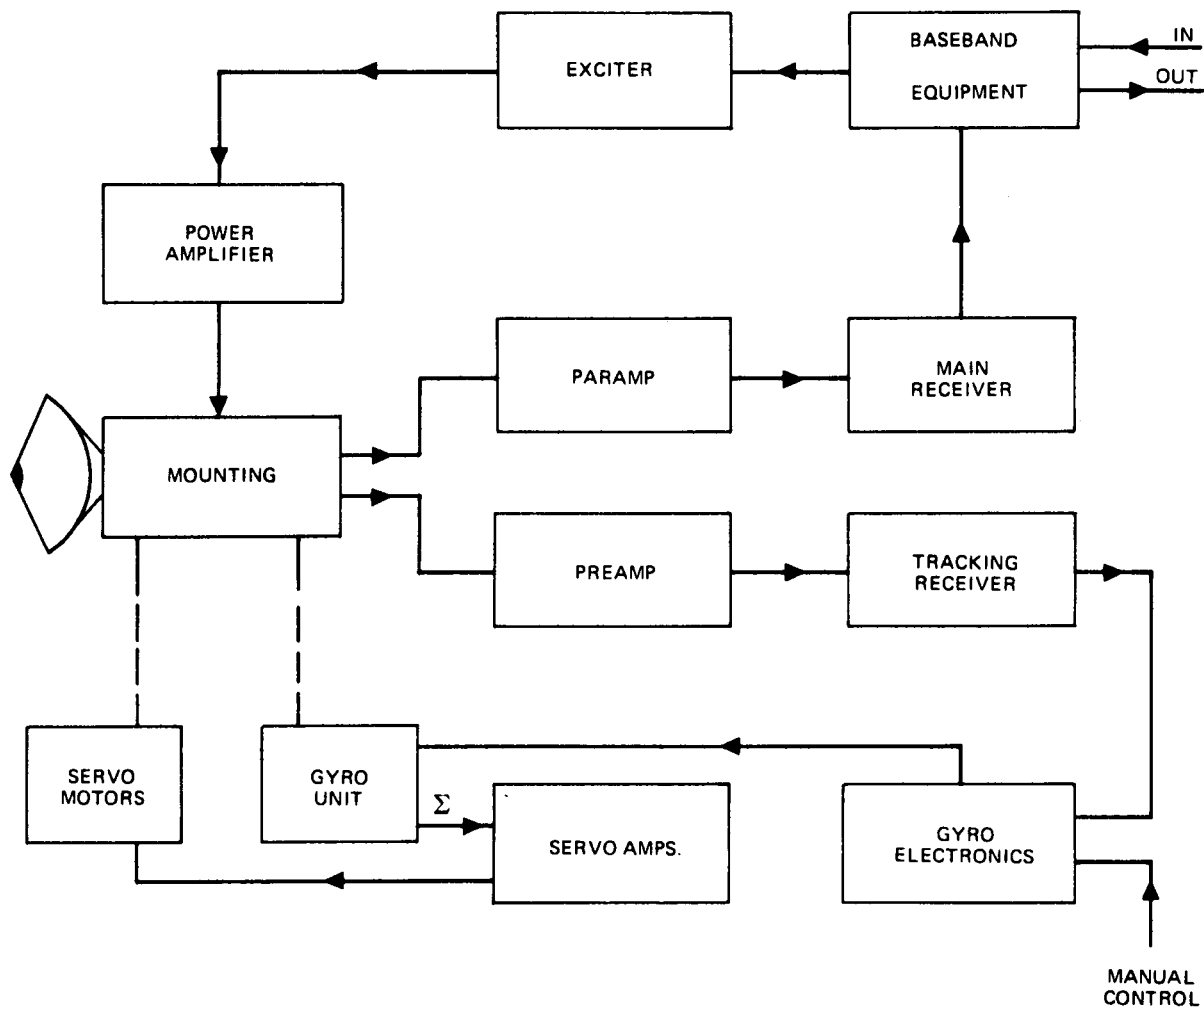 IN
OUT
BASEBAND
EQUIPMENT
EXCITER
POWER
AMPLIFIER
PARAMP
MAIN
RECEIVER
MOUNTING
PREAMP
TRACKING
RECEIVER
SERVO
MOTORS
GYRO
UNIT
Σ
SERVO AMPS.
GYRO
ELECTRONICS
MANUAL
CONTROL